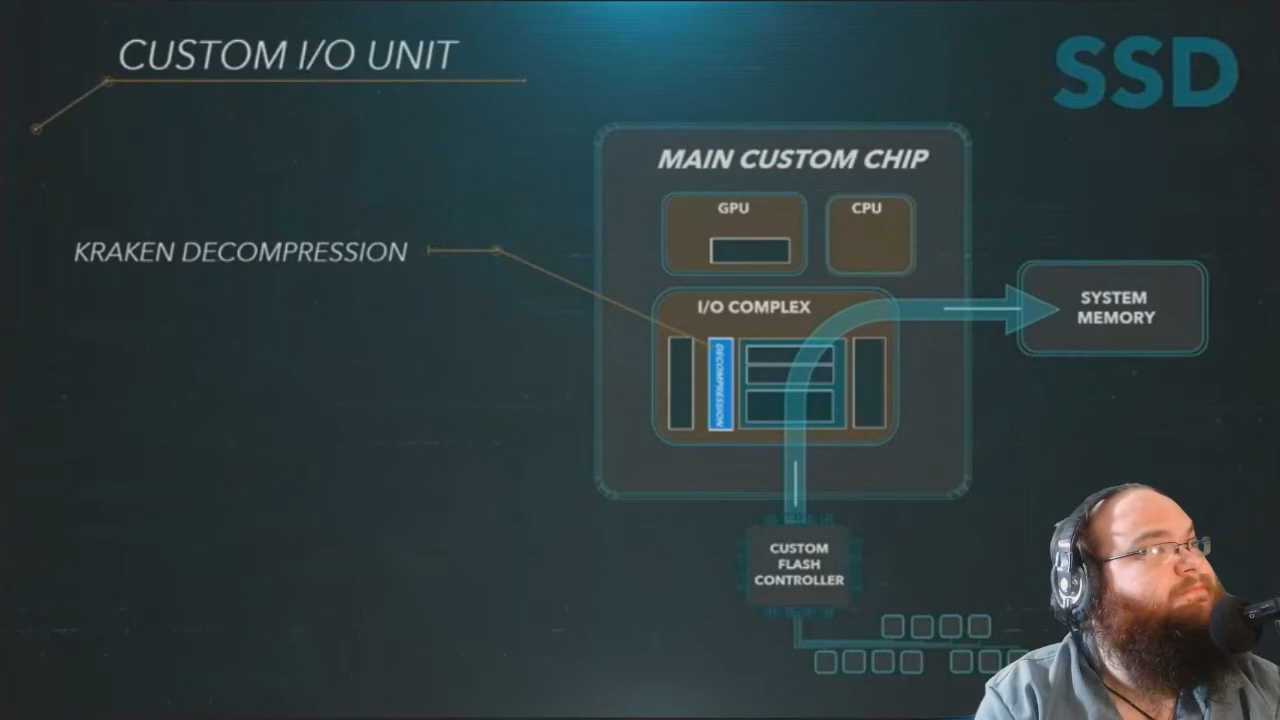 CUSTOM I/O UNIT
SSD
MAIN CUSTOM CHIP
GPU
CPU
KRAKEN DECOMPRESSION
I/O COMPLEX
SYSTEM
MEMORY
DECOMPRESSION
CUSTOM
FLASH
CONTROLLER